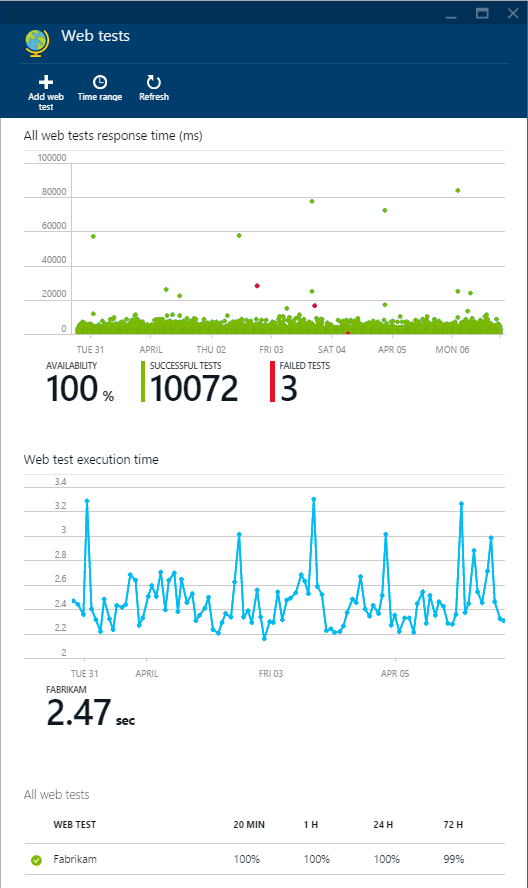 Web tests
Add web test
Time range
Refresh
All web tests response time (ms)
100000
80000
60000
40000
20000
0
TUE 31 APRIL THU 02 FRI 03 SAT 04 APR 05 MON 06
AVAILABILITY SUCCESSFUL TESTS FAILED TESTS
100 % 10072 3
Web test execution time
3.4
3.2
3
2.8
2.6
2.4
2.2
2
TUE 31 APRIL FRI 03 APR 05
FABRIKAM
2.47 sec
All web tests
WEB TEST 20 MIN 1 H 24 H 72 H
Fabrikam 100% 100% 100% 99%